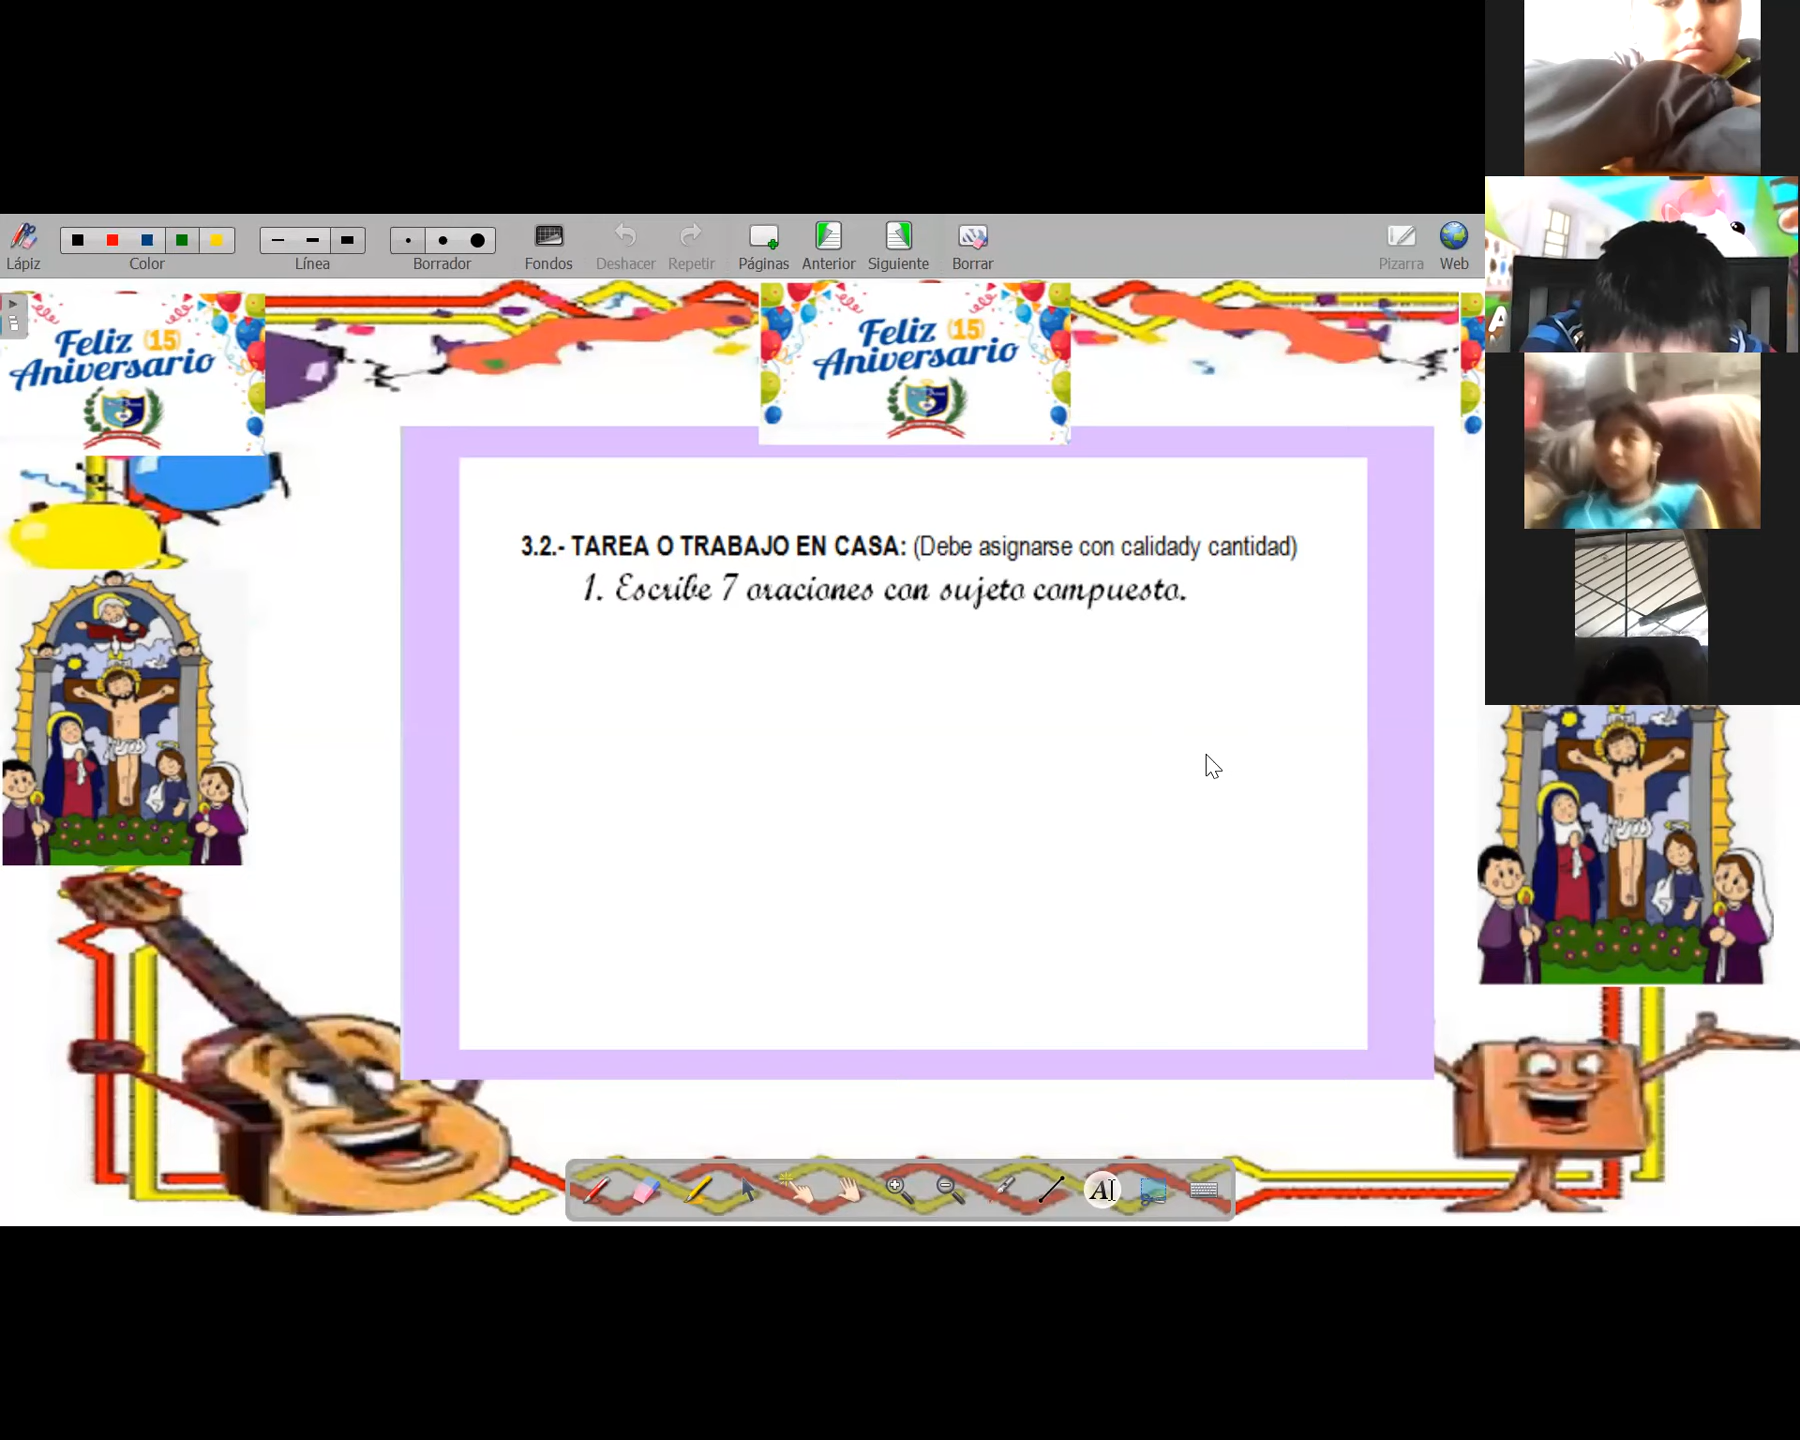 Lápiz
Color
Línea
Borrador
Fondos
Deshacer
Repetir
Páginas
Anterior
Siguiente
Borrar
Pizarra
Web
Feliz 15
Aniversario
Feliz 15
Aniversario
3.2.- TAREA O TRABAJO EN CASA: (Debe asignarse con calidady cantidad)
1. Escribe 7 oraciones con sujeto compuesto.
A